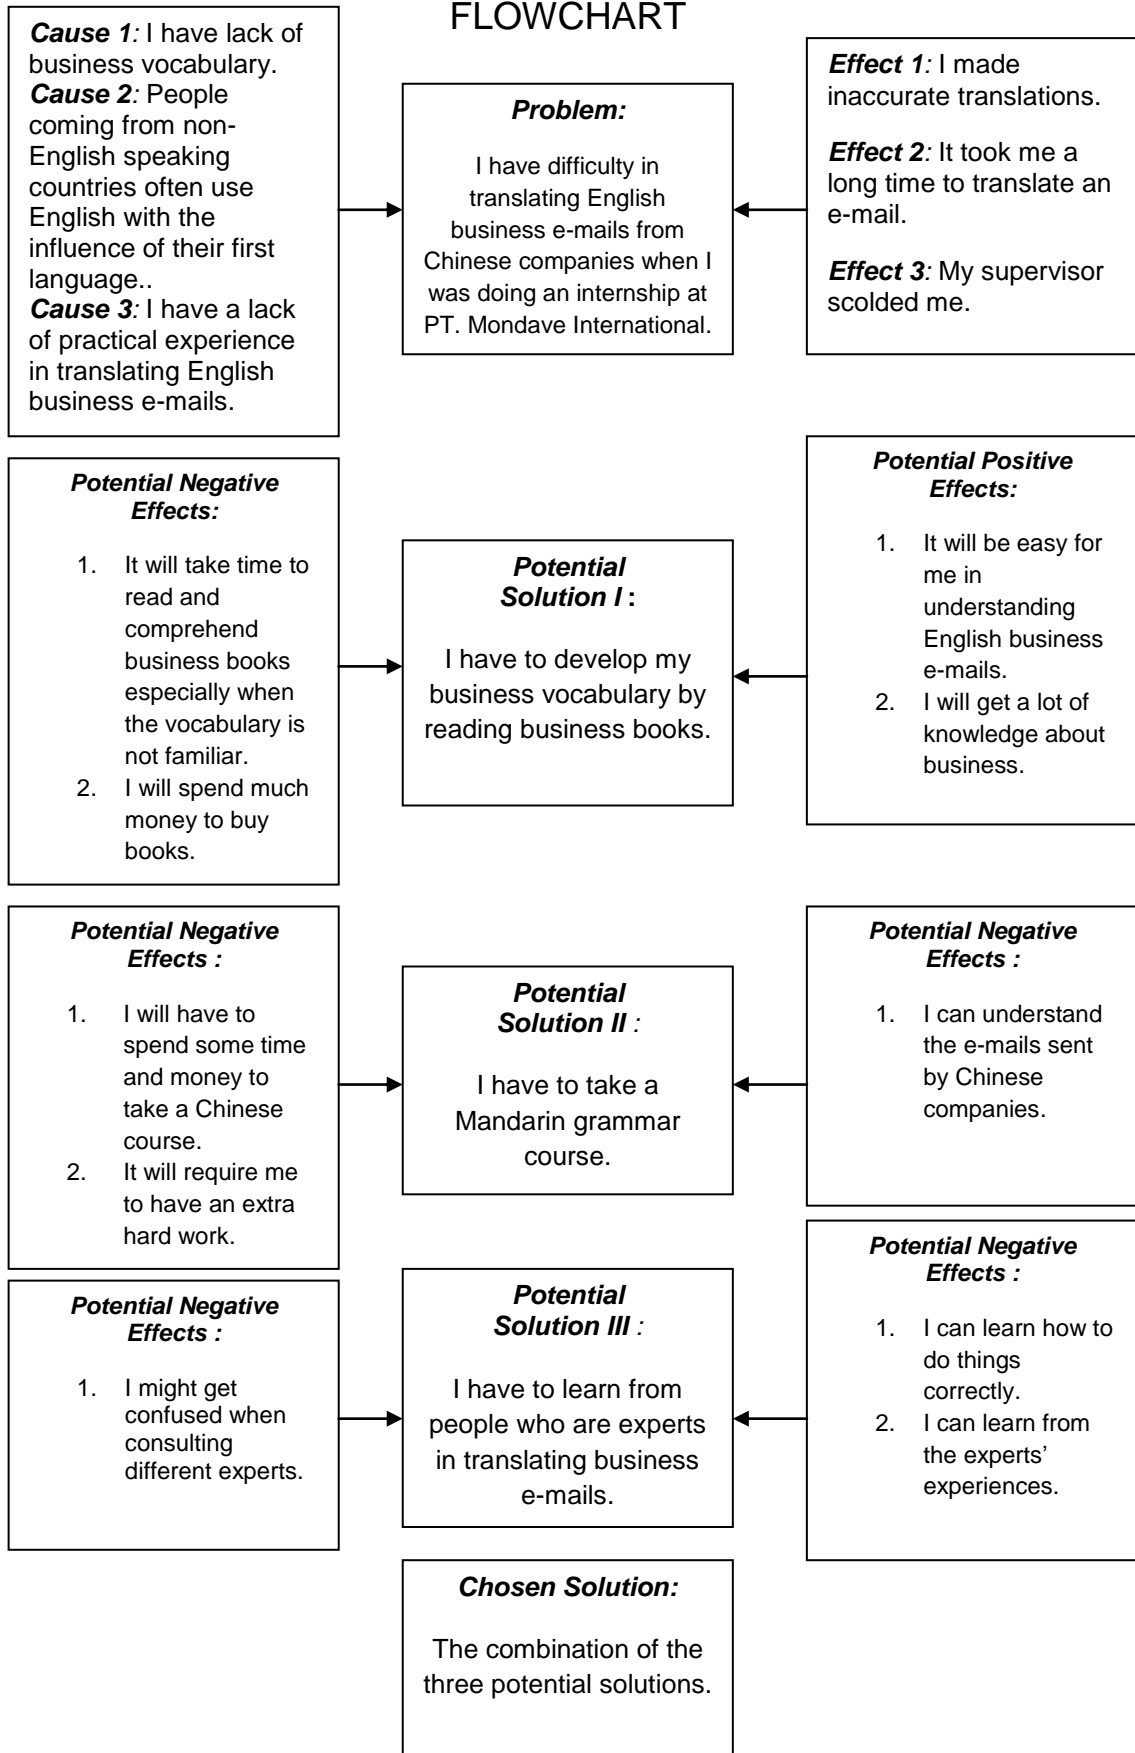 FLOWCHART
Cause 1: I have lack of
business vocabulary.
Cause 2: People
coming from non-
English speaking
countries often use
English with the
influence of their first
language..
Cause 3: I have a lack
of practical experience
in translating English
business e-mails.
Problem:
I have difficulty in
translating English
business e-mails from
Chinese companies when I
was doing an internship at
PT. Mondave International.
Effect 1: I made
inaccurate translations.
Effect 2: It took me a
long time to translate an
e-mail.
Effect 3: My supervisor
scolded me.
Potential Negative
Effects:
1. It will take time to
read and
comprehend
business books
especially when
the vocabulary is
not familiar.
2. I will spend much
money to buy
books.
Potential
Solution I :
I have to develop my
business vocabulary by
reading business books.
Potential Positive
Effects:
1. It will be easy for
me in
understanding
English business
e-mails.
2. I will get a lot of
knowledge about
business.
Potential Negative
Effects :
1. I will have to
spend some time
and money to
take a Chinese
course.
2. It will require me
to have an extra
hard work.
Potential
Solution II :
I have to take a
Mandarin grammar
course.
Potential Negative
Effects :
1. I can understand
the e-mails sent
by Chinese
companies.
Potential Negative
Effects :
1. I might get
confused when
consulting
different experts.
Potential
Solution III :
I have to learn from
people who are experts
in translating business
e-mails.
Potential Negative
Effects :
1. I can learn how to
do things
correctly.
2. I can learn from
the experts’
experiences.
Chosen Solution:
The combination of the
three potential solutions.